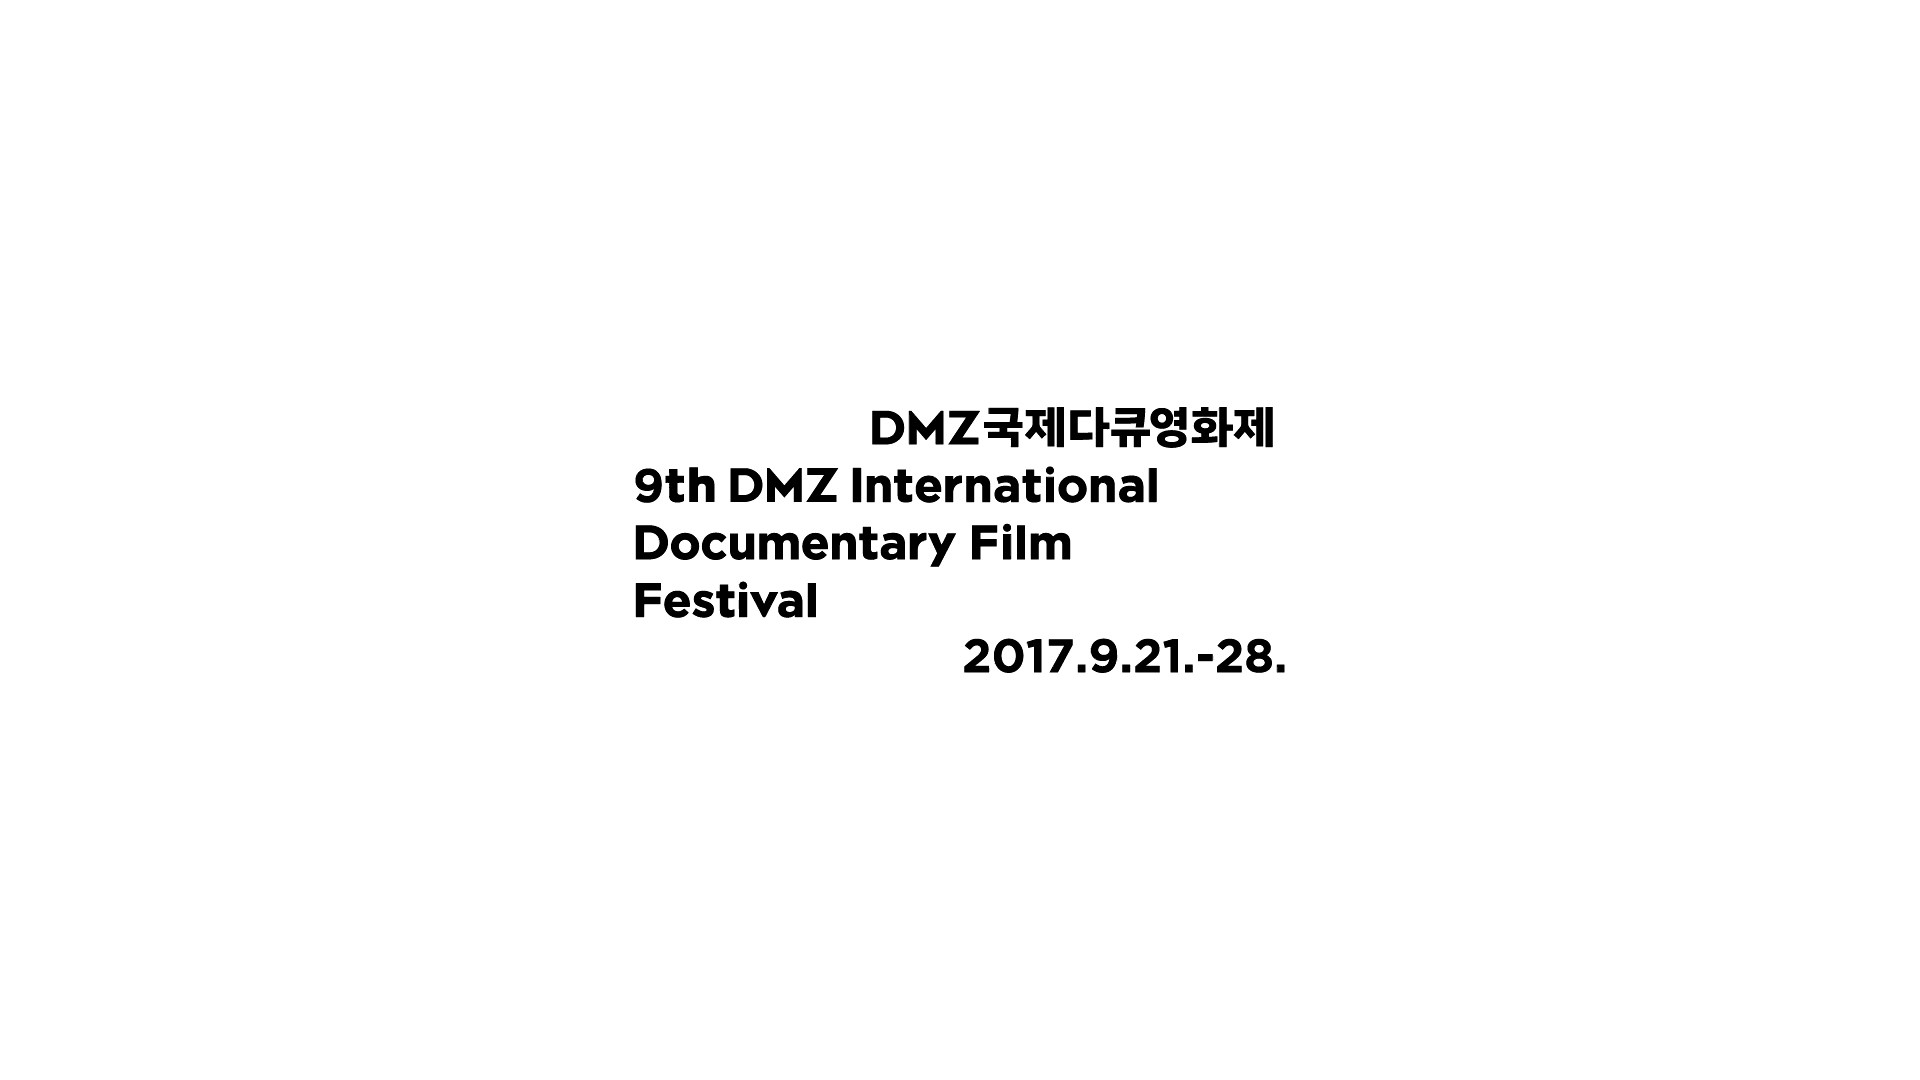 DMZ국제다큐영화제
9th DMZ International
Documentary Film
Festival
2017.9.21.-28.